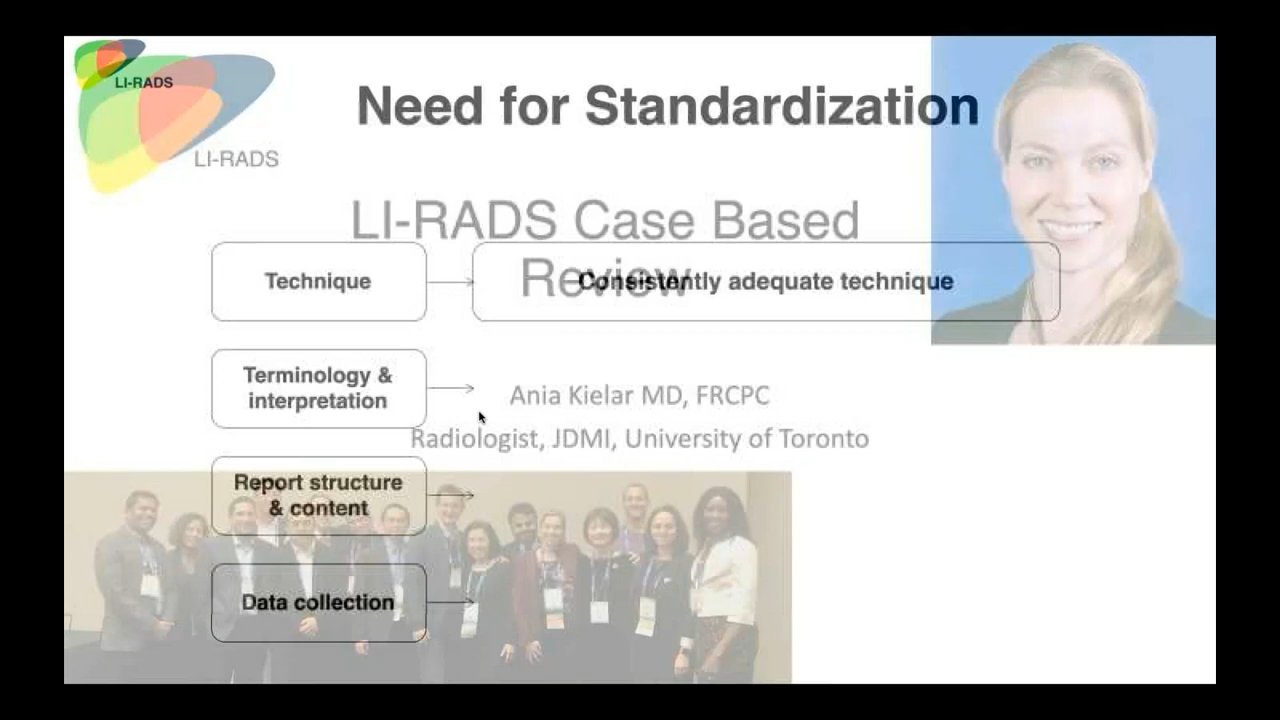 LI-RADS
LI-RADS
Need for Standardization
LI-RADS Case Based
Review
Technique
Consistently adequate technique
Terminology &
interpretation
Ania Kielar MD, FRCPC
Radiologist, JDMI, University of Toronto
Report structure
& content
Data collection